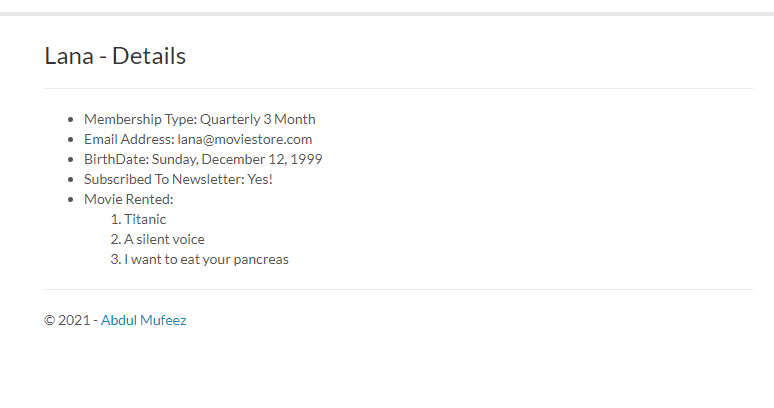 Lana - Details
Membership Type: Quarterly 3 Month
Email Address: lana@moviestore.com
BirthDate: Sunday, December 12, 1999
Subscribed To Newsletter: Yes!
Movie Rented:
1. Titanic
2. A silent voice
3. I want to eat your pancreas
© 2021 - Abdul Mufeez